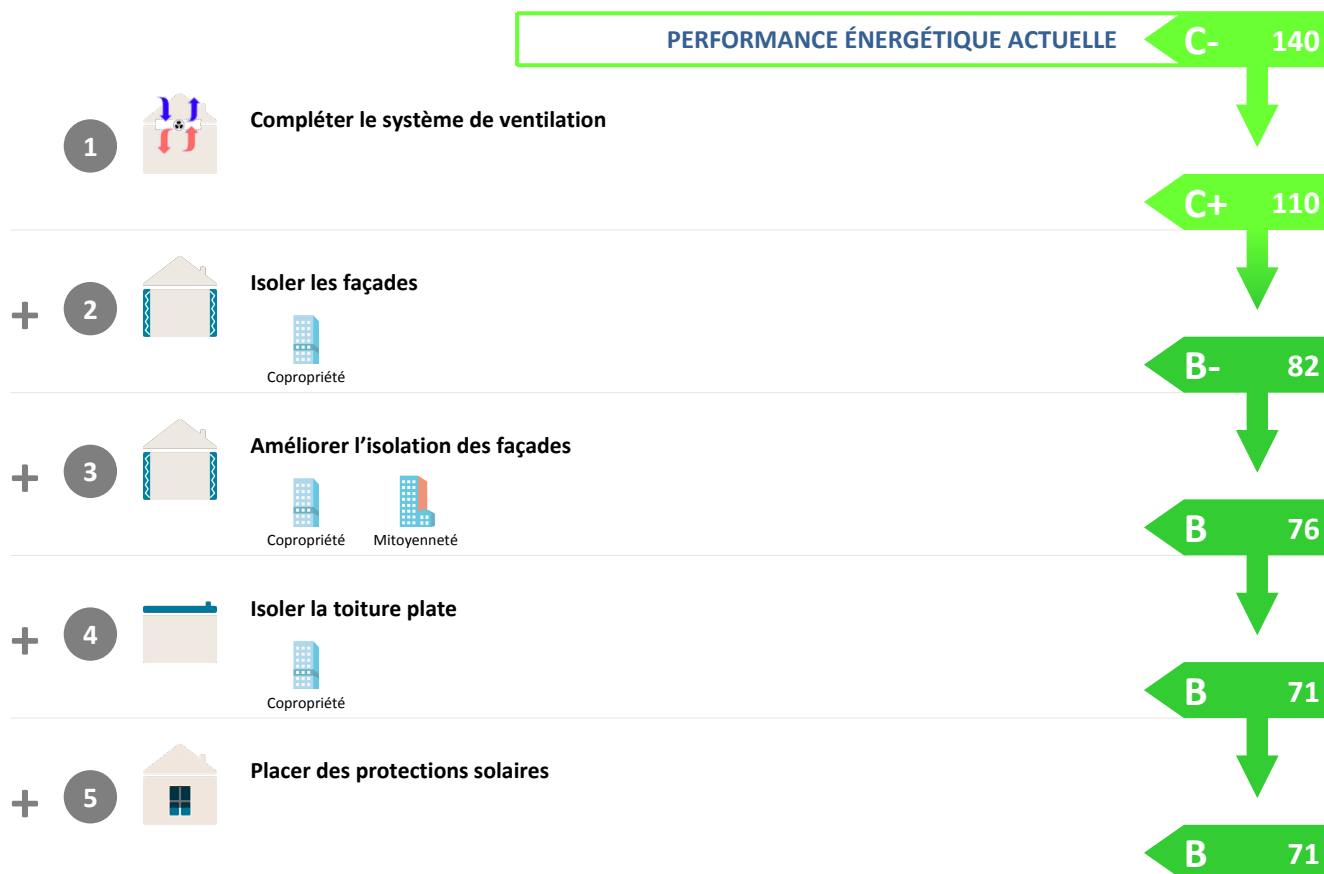 PERFORMANCE ÉNERGÉTIQUE ACTUELLE C- 140
1 Compléter le système de ventilation
C+ 110
+ 2 Isoler les façades
Copropriété
B- 82
+ 3 Améliorer l’isolation des façades
Copropriété Mitoyenneté
B 76
+ 4 Isoler la toiture plate
Copropriété
B 71
+ 5 Placer des protections solaires
B 71